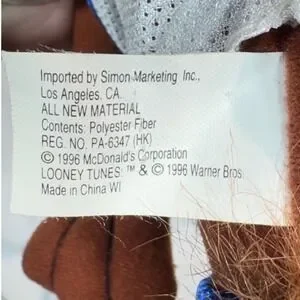 Imported by Simon Marketing Inc.,
Los Angeles, CA.
ALL NEW MATERIAL
Contents: Polyester Fiber
REG. NO. PA-6347 (HK)
© 1996 McDonald's Corporation
LOONEY TUNES: ™ & © 1996 Warner Bros.
Made in China WI